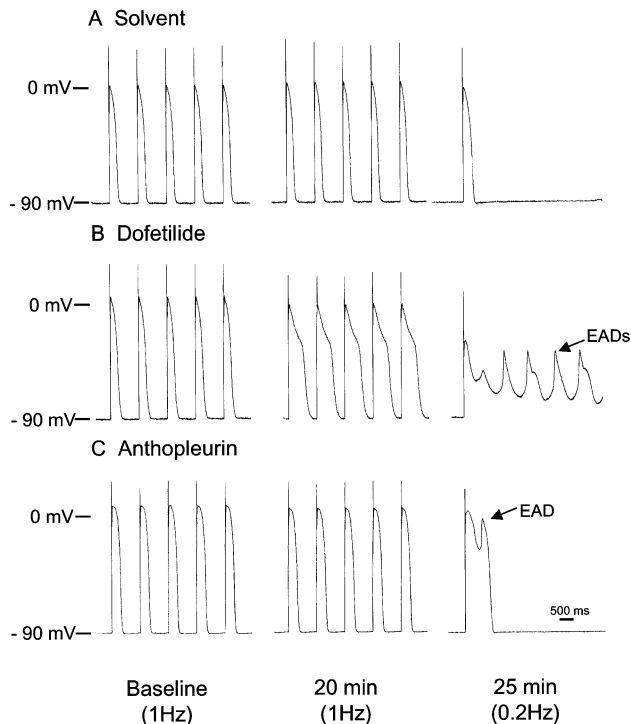 A Solvent
0 mV
- 90 mV
B Dofetilide
0 mV
EADs
- 90 mV
C Anthopleurin
0 mV
EAD
500 ms
- 90 mV
Baseline
(1Hz)
20 min
(1Hz)
25 min
(0.2Hz)